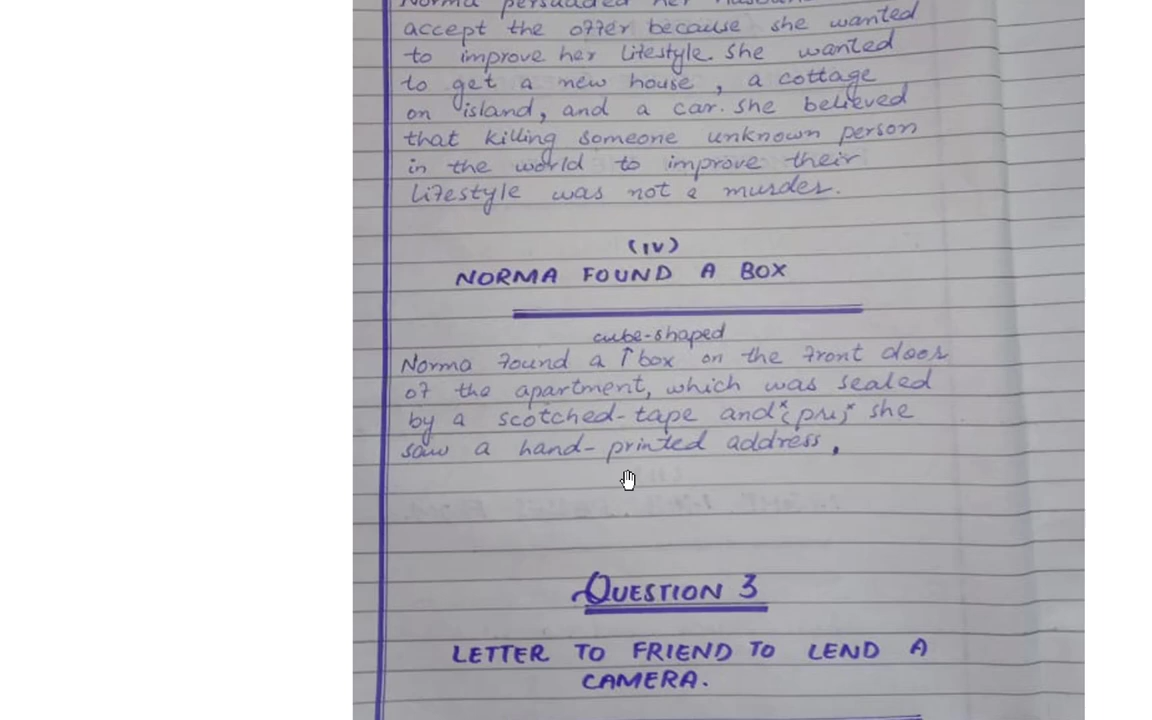 Norma persuaded her husband
accept the offer because she wanted
to improve her lifestyle. She wanted
to get a new house, a cottage
on island, and a car. She believed
that killing someone unknown person
in the world to improve their
lifestyle was not a murder.
(IV)
NORMA FOUND A BOX
cube-shaped
Norma found a ↑ box on the front door
of the apartment, which was sealed
by a scotched-tape and she
saw a hand-printed address.
QUESTION 3
LETTER TO FRIEND TO LEND A
CAMERA.